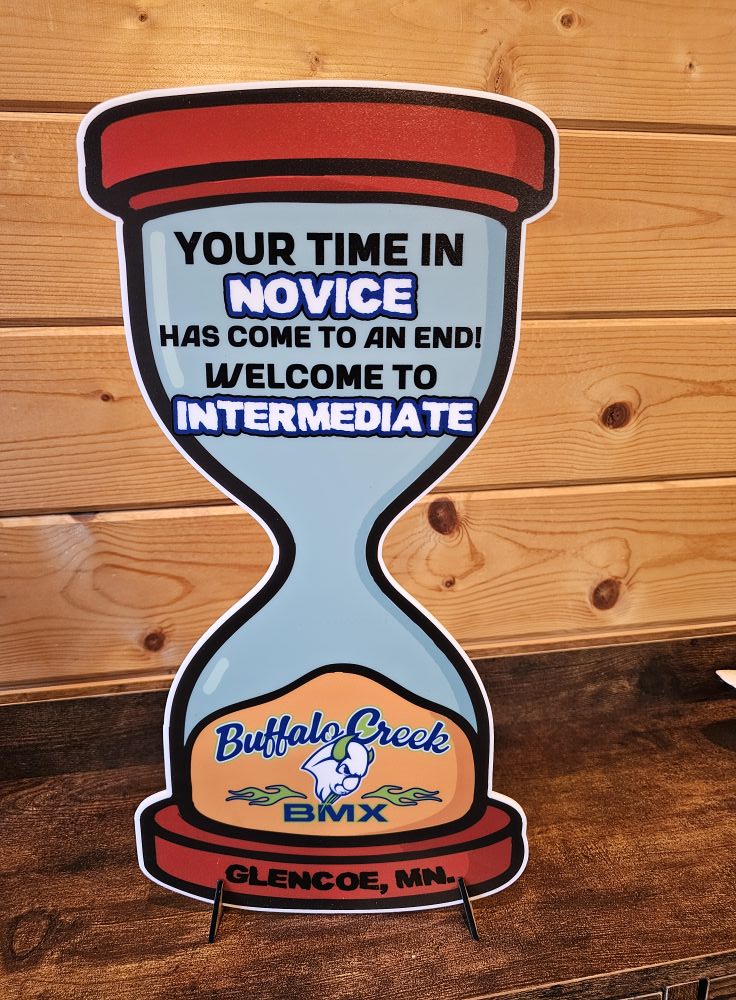 YOUR TIME IN
NOVICE
HAS COME TO AN END!
WELCOME TO
INTERMEDIATE
Buffalo Creek
BMX
GLENCOE, MN.